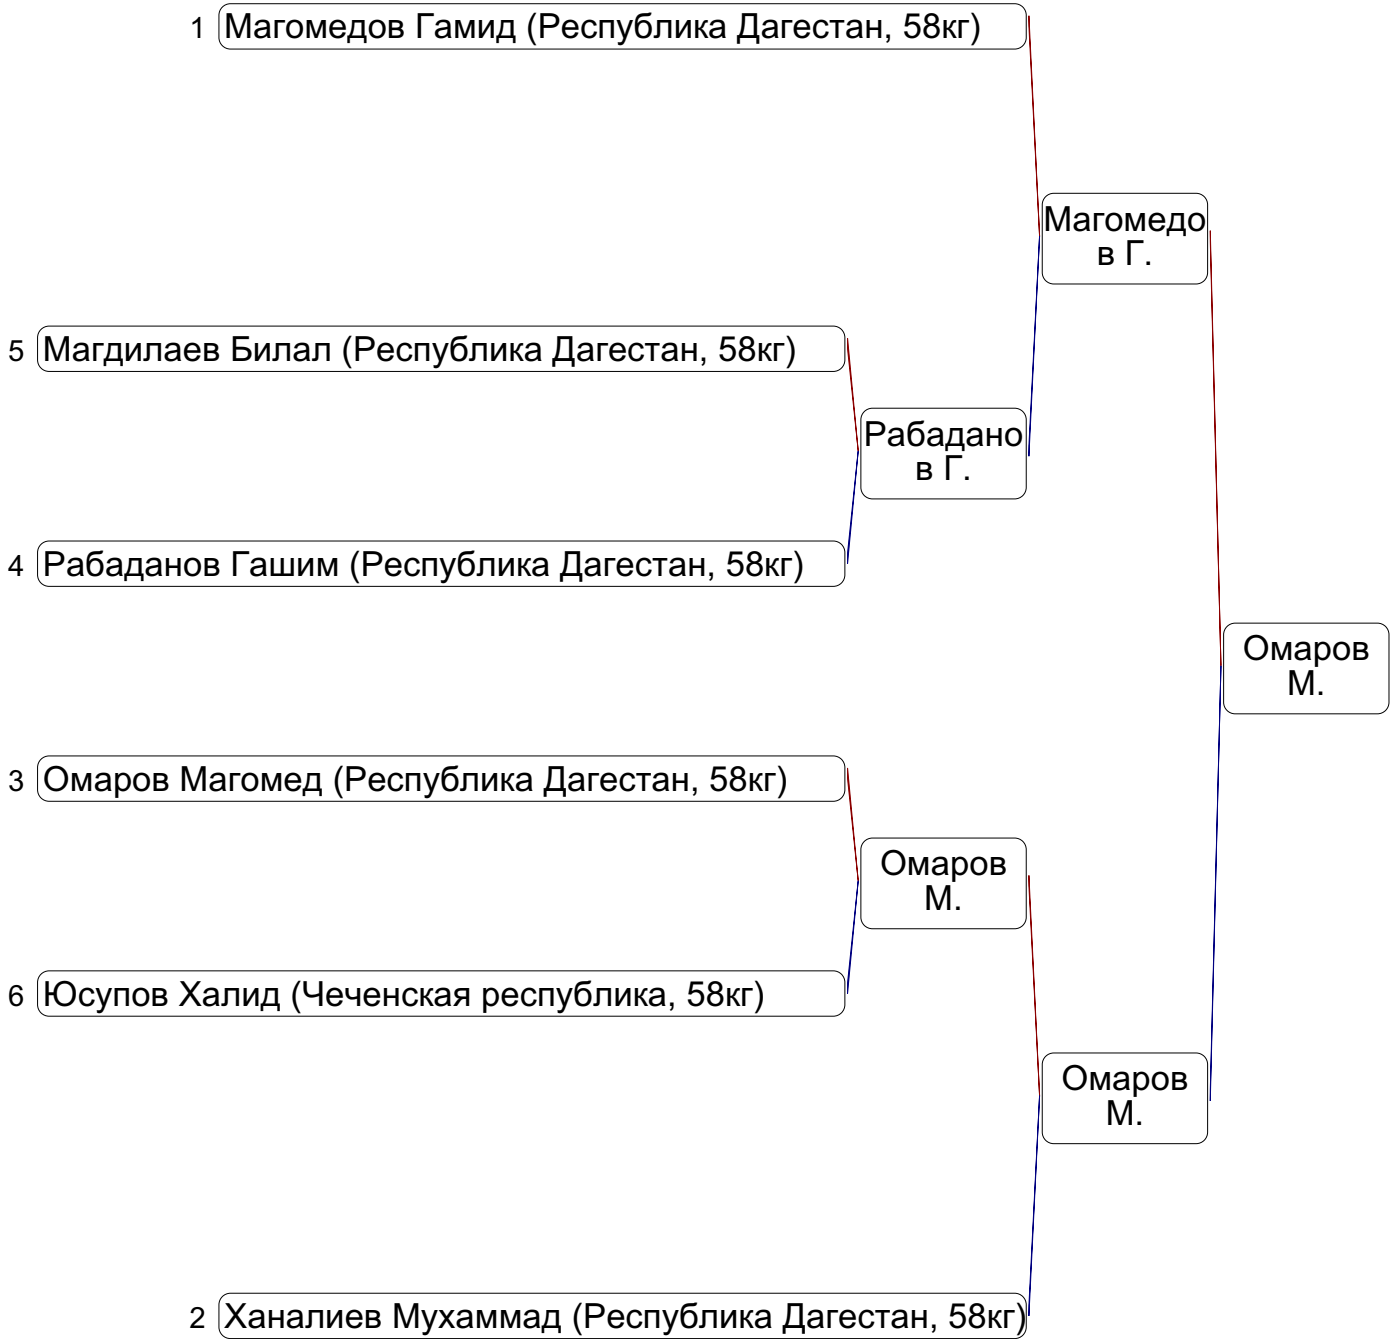 1 Магомедов Гамид (Республика Дагестан, 58кг)
Магомедо
в Г.
5 Магдилаев Билал (Республика Дагестан, 58кг)
Рабадано
в Г.
4 Рабаданов Гашим (Республика Дагестан, 58кг)
Омаров
М.
3 Омаров Магомед (Республика Дагестан, 58кг)
Омаров
М.
6 Юсупов Халид (Чеченская республика, 58кг)
Омаров
М.
2 Ханалиев Мухаммад (Республика Дагестан, 58кг)